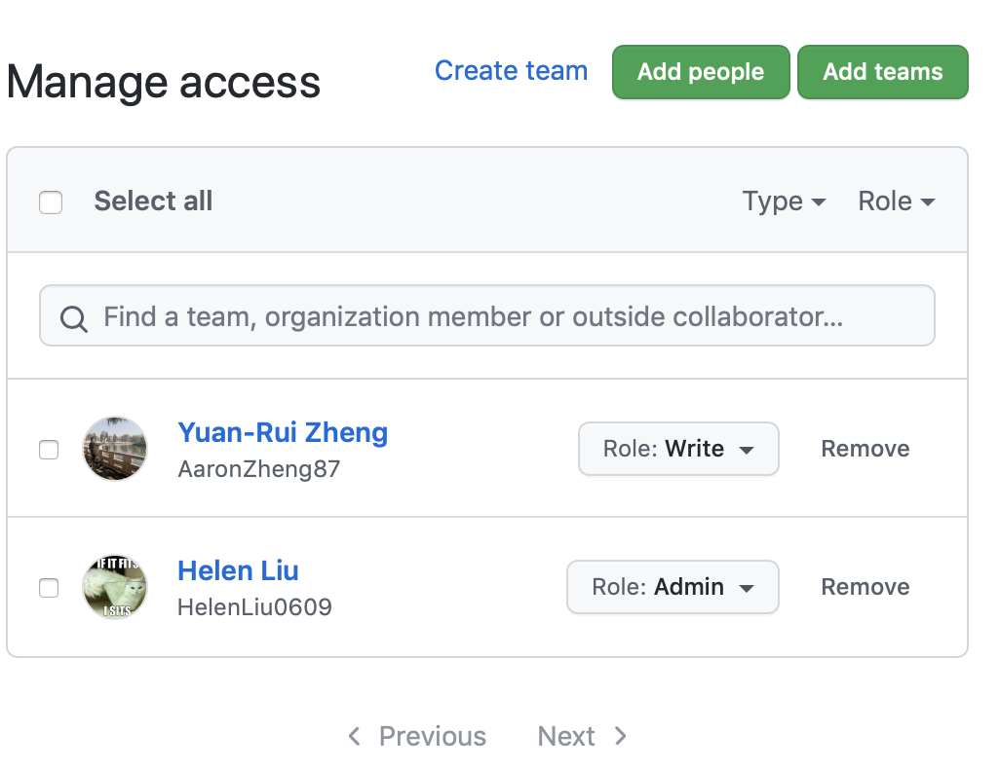 Manage access
Create team
Add people
Add teams
Select all
Type
Role
Find a team, organization member or outside collaborator...
Yuan-Rui Zheng
AaronZheng87
Role: Write
Remove
IF IT FITS
I SITS
Helen Liu
HelenLiu0609
Role: Admin
Remove
Previous
Next